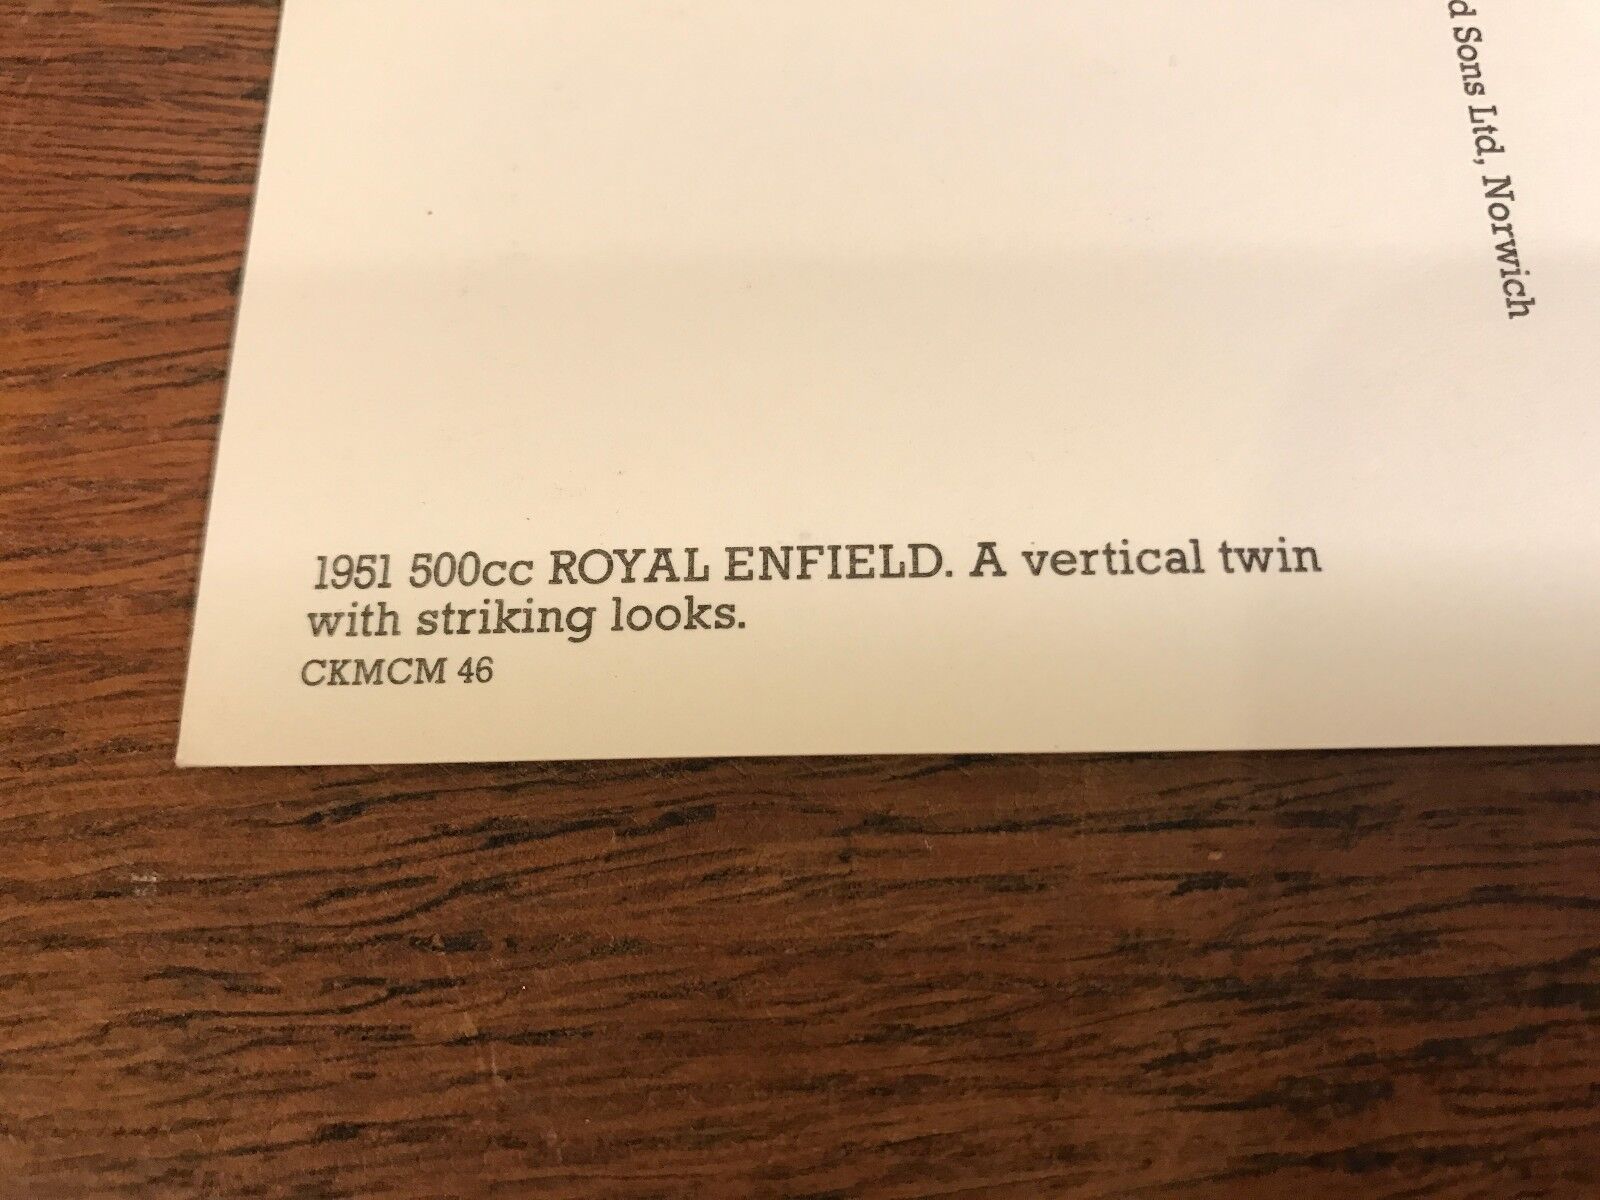 1951 500cc ROYAL ENFIELD. A vertical twin
with striking looks.
CKMCM 46
d Sons Ltd, Norwich